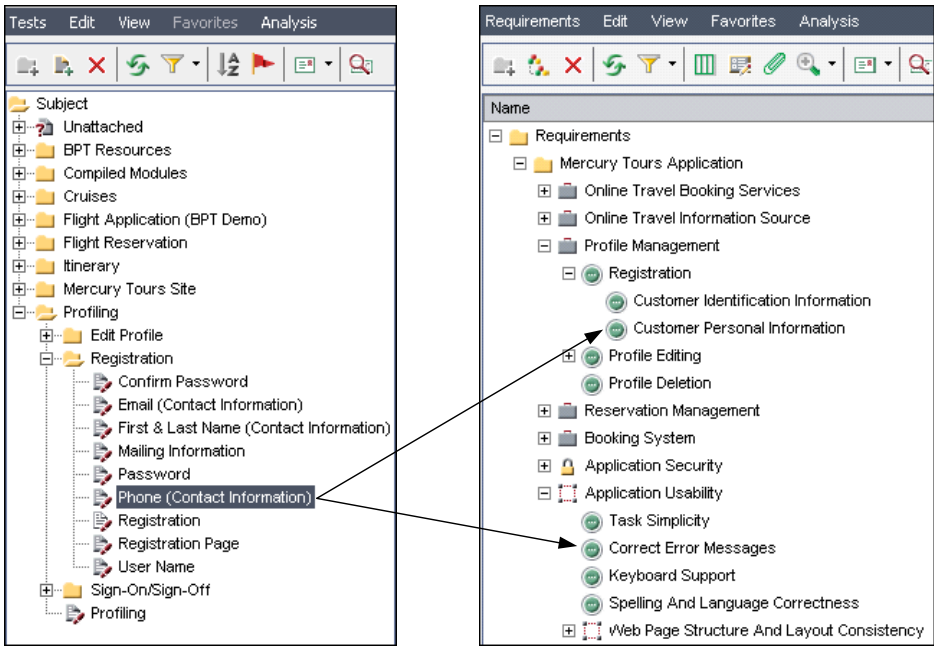 Tests Edit View Favorites Analysis
Subject
Unattached
BPT Resources
Compiled Modules
Cruises
Flight Application (BPT Demo)
Flight Reservation
Itinerary
Mercury Tours Site
Profiling
Edit Profile
Registration
Confirm Password
Email (Contact Information)
First & Last Name (Contact Information)
Mailing Information
Password
Phone (Contact Information)
Registration
Registration Page
User Name
Sign-On/Sign-Off
Profiling
Requirements Edit View Favorites Analysis
Name
Requirements
Mercury Tours Application
Online Travel Booking Services
Online Travel Information Source
Profile Management
Registration
Customer Identification Information
Customer Personal Information
Profile Editing
Profile Deletion
Reservation Management
Booking System
Application Security
Application Usability
Task Simplicity
Correct Error Messages
Keyboard Support
Spelling And Language Correctness
Web Page Structure And Layout Consistency